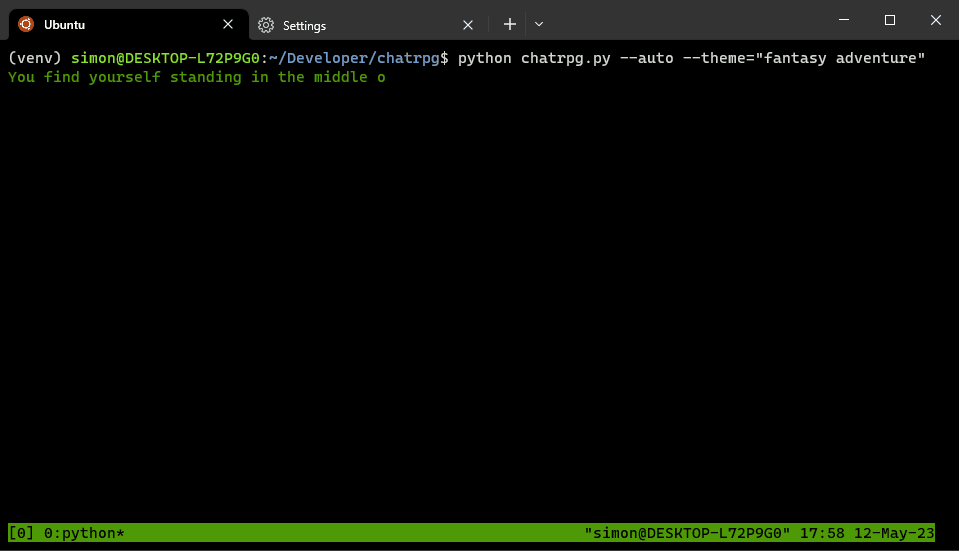 Ubuntu Settings
(venv) simon@DESKTOP-L72P9G0:~/Developer/chatrpg$ python chatrpg.py --auto --theme="fantasy adventure"
You find yourself standing in the middle o
[0] 0:python* "simon@DESKTOP-L72P9G0" 17:58 12-May-23